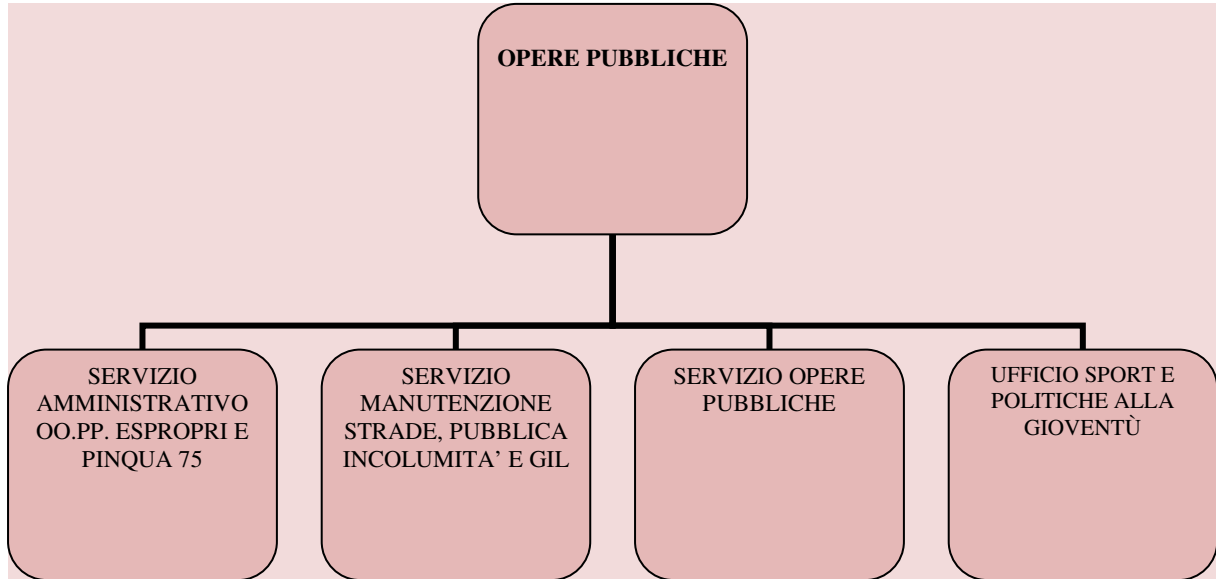 OPERE PUBBLICHE
SERVIZIO
AMMINISTRATIVO
OO.PP. ESPROPRI E
PINQUA 75
SERVIZIO
MANUTENZIONE
STRADE, PUBBLICA
INCOLUMITA’ E GIL
SERVIZIO OPERE
PUBBLICHE
UFFICIO SPORT E
POLITICHE ALLA
GIOVENTÙ